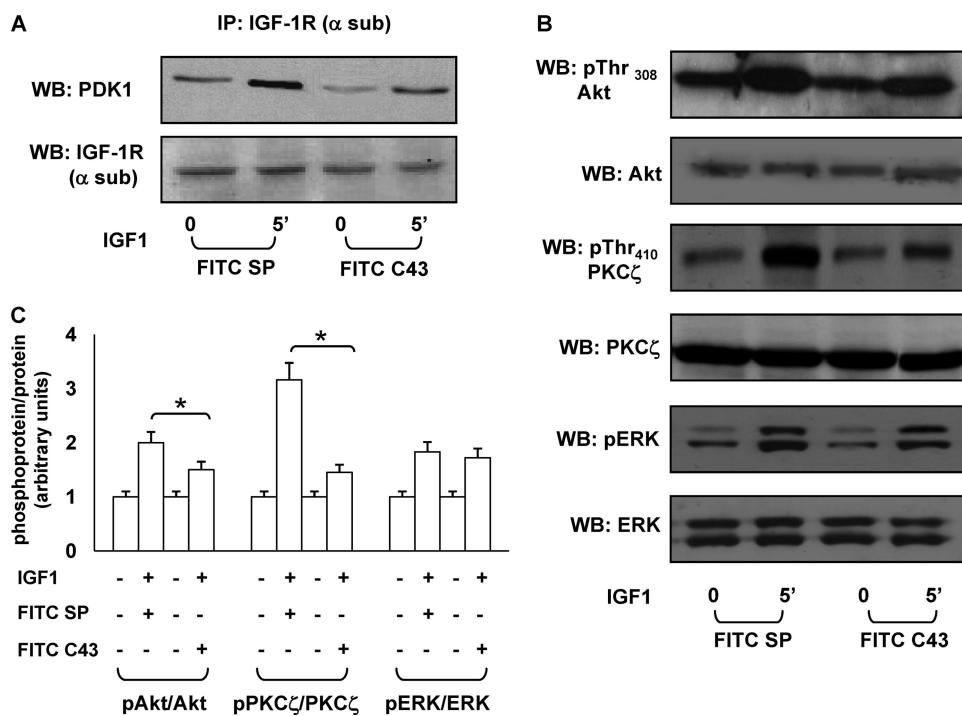 A
IP: IGF-1R (α sub)
WB: PDK1
WB: IGF-1R
(α sub)
IGF1
0 5’ 0 5’
FITC SP FITC C43
B
WB: pThr308
Akt
WB: Akt
WB: pThr410
PKCζ
WB: PKCζ
WB: pERK
WB: ERK
IGF1
0 5’ 0 5’
FITC SP FITC C43
C
phosphoprotein/protein
(arbitrary units)
4
3
2
1
0
*
*
IGF1 - + - + - + - + - + - +
FITC SP - + - - - + - - - + - -
FITC C43 - - - + - - - + - - - +
pAkt/Akt pPKCζ/PKCζ pERK/ERK